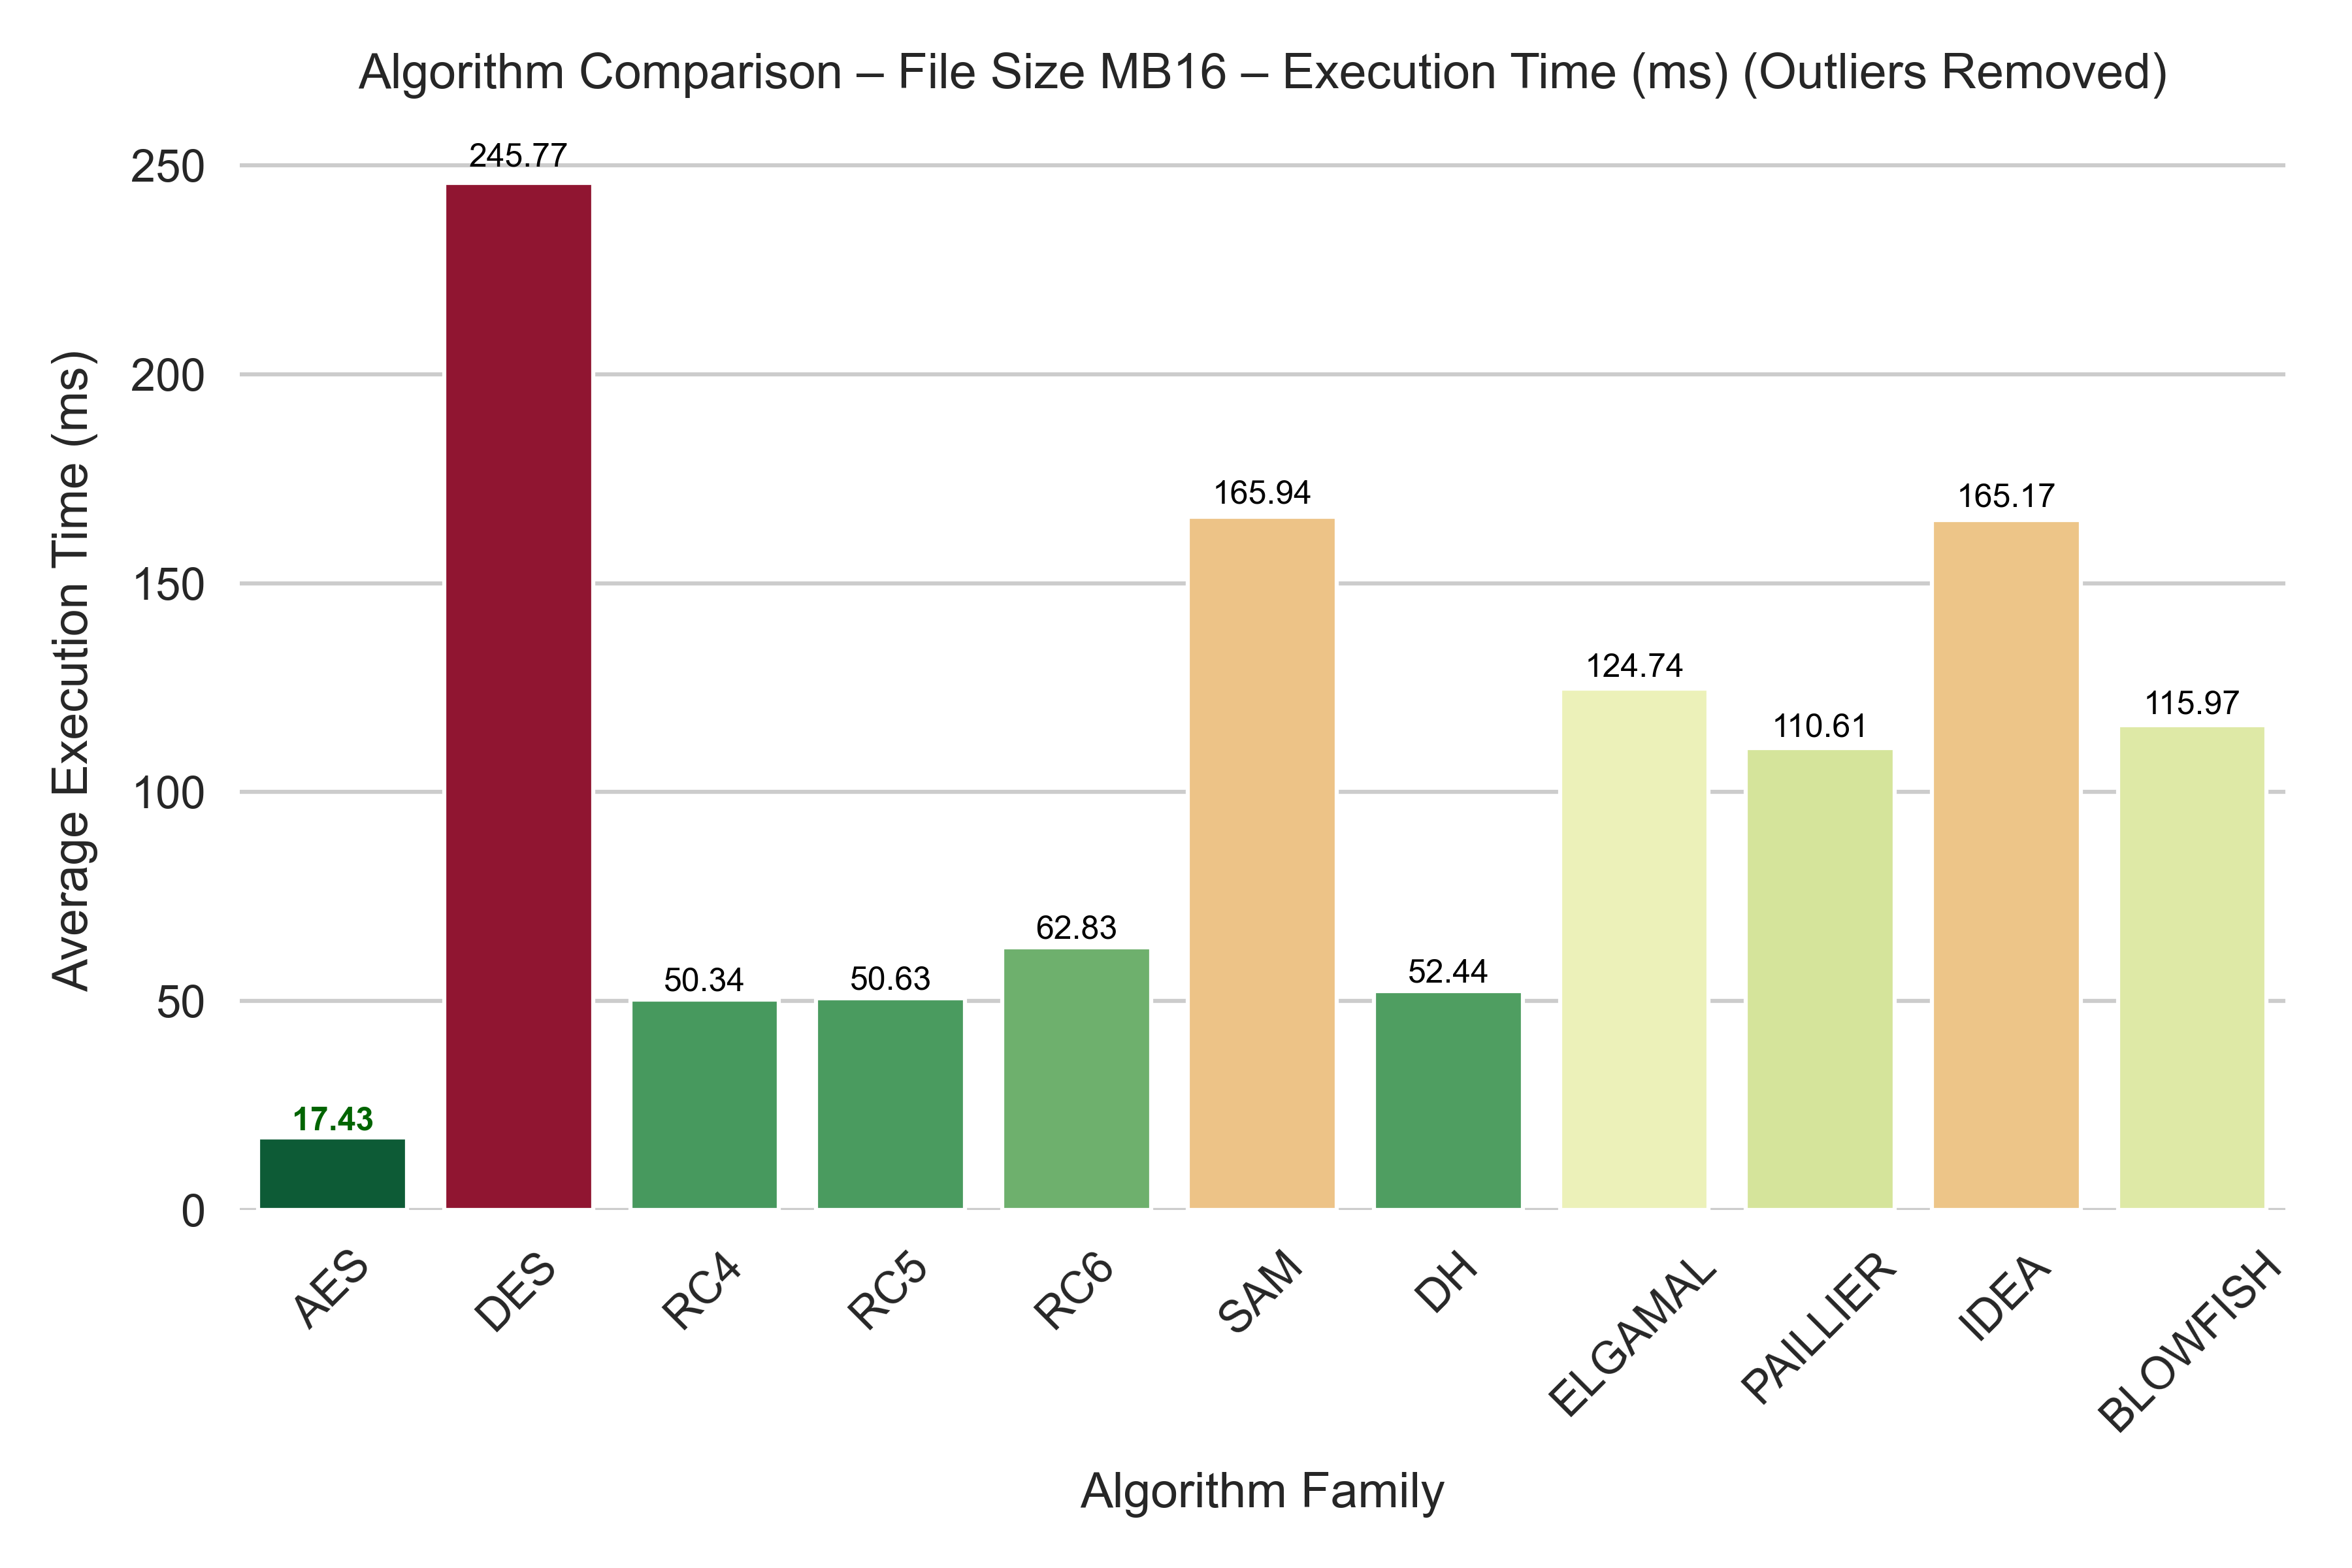 Algorithm Comparison – File Size MB16 – Execution Time (ms) (Outliers Removed)
Average Execution Time (ms)
250
200
150
100
50
0
17.43
245.77
50.34
50.63
62.83
165.94
52.44
124.74
110.61
165.17
115.97
AES
DES
RC4
RC5
RC6
SAM
DH
ELGAMAL
PAILLIER
IDEA
BLOWFISH
Algorithm Family